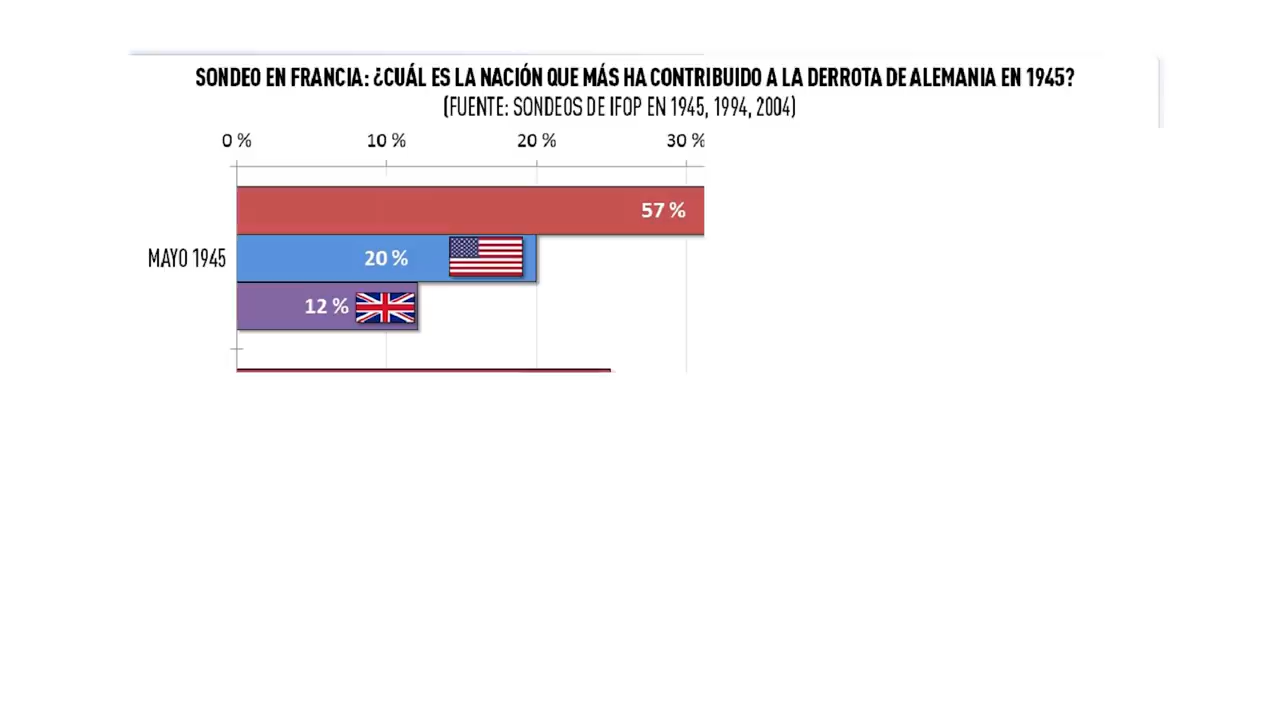 SONDEO EN FRANCIA: ¿CUÁL ES LA NACIÓN QUE MÁS HA CONTRIBUIDO A LA DERROTA DE ALEMANIA EN 1945?
(FUENTE: SONDEOS DE IFOP EN 1945, 1994, 2004)
0 % 10 % 20 % 30 %
57 %
MAYO 1945 20 %
12 %